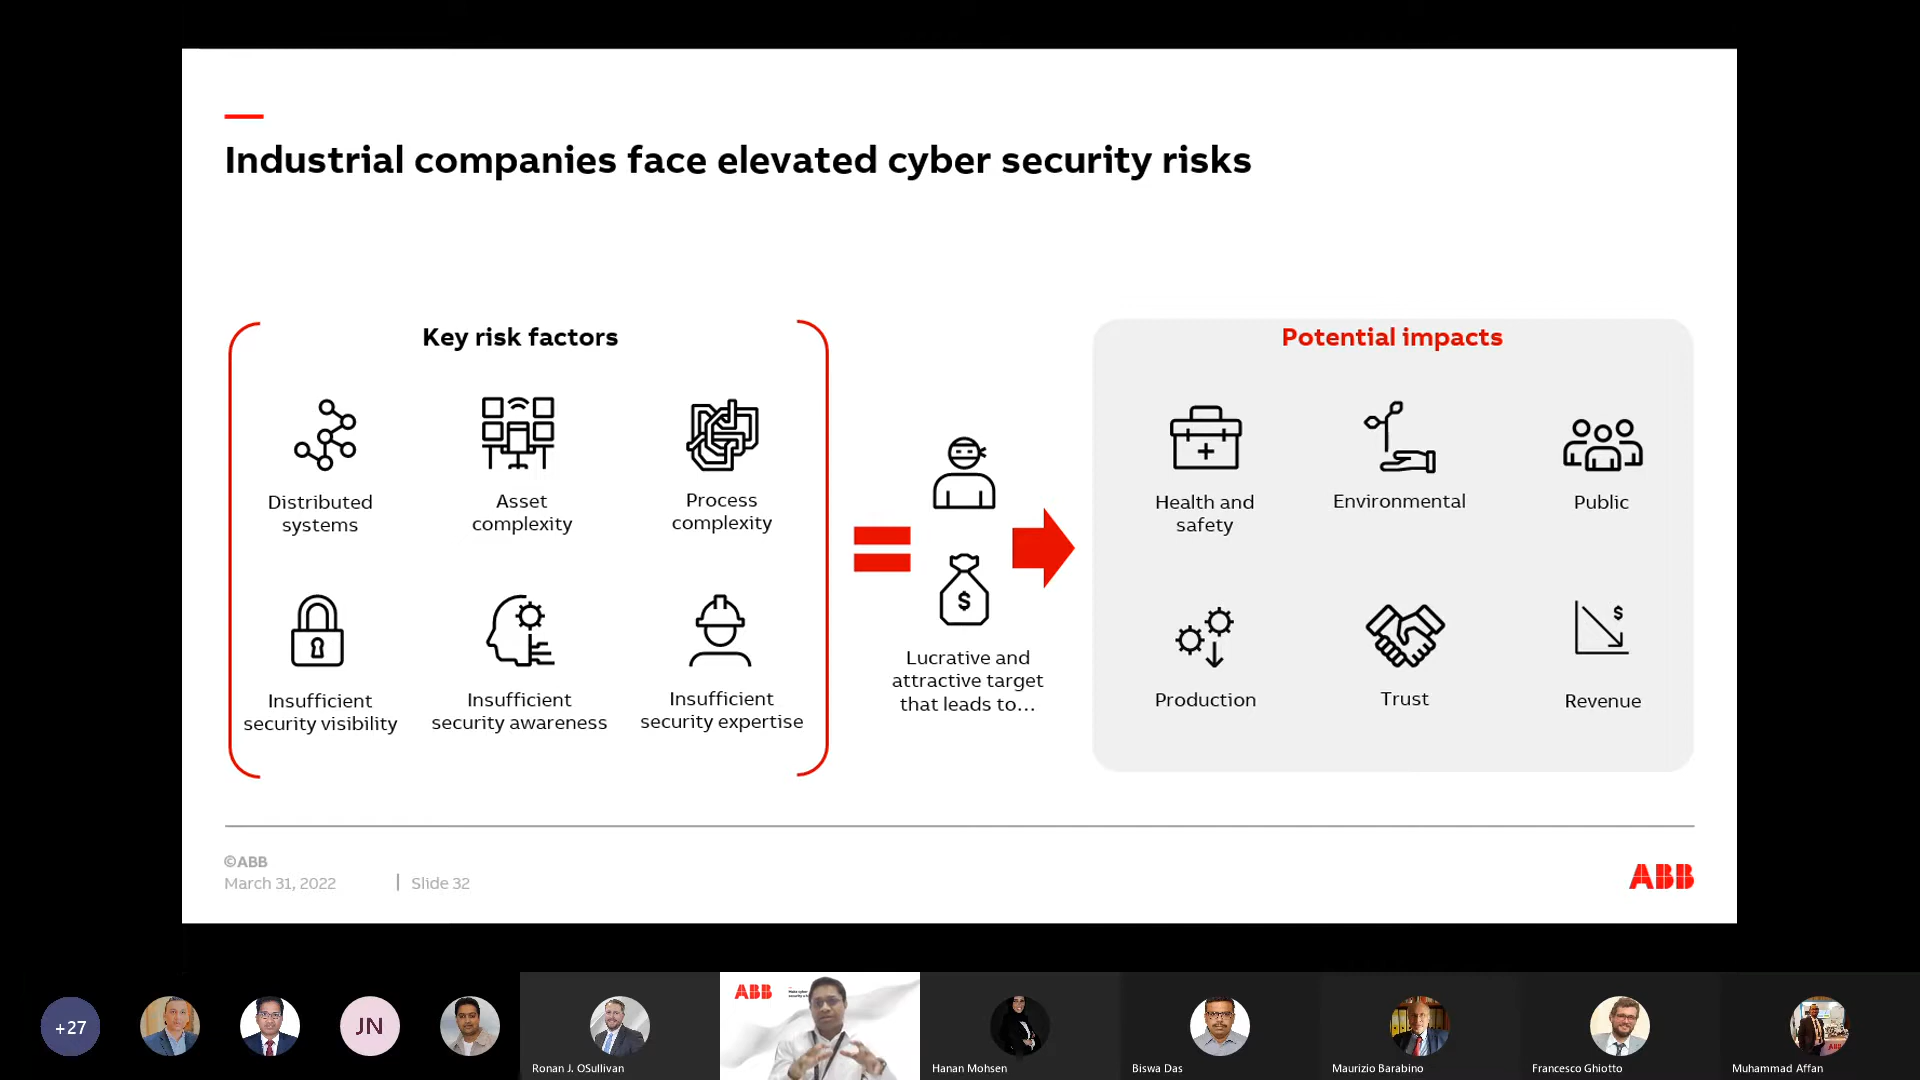 Industrial companies face elevated cyber security risks
Key risk factors
Distributed
systems
Asset
complexity
Process
complexity
Insufficient
security visibility
Insufficient
security awareness
Insufficient
security expertise
$
Lucrative and
attractive target
that leads to...
Potential impacts
Health and
safety
Environmental
Public
Production
Trust
$
Revenue
©ABB
March 31, 2022 | Slide 32
ABB
+27
JN
Ronan J. OSullivan
ABB
Hanan Mohsen
Biswa Das
Maurizio Barabino
Francesco Ghiotto
Muhammad Affan